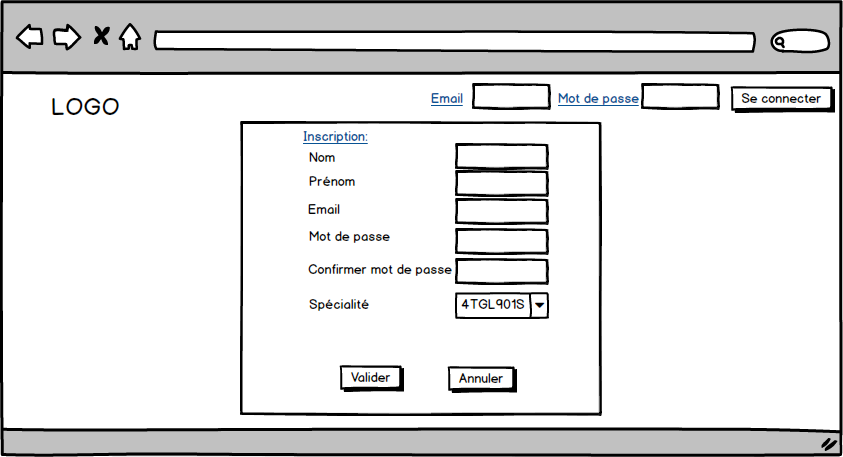 LOGO
Email Mot de passe Se connecter
Inscription:
Nom
Prénom
Email
Mot de passe
Confirmer mot de passe
Spécialité 4TGL901S
Valider Annuler